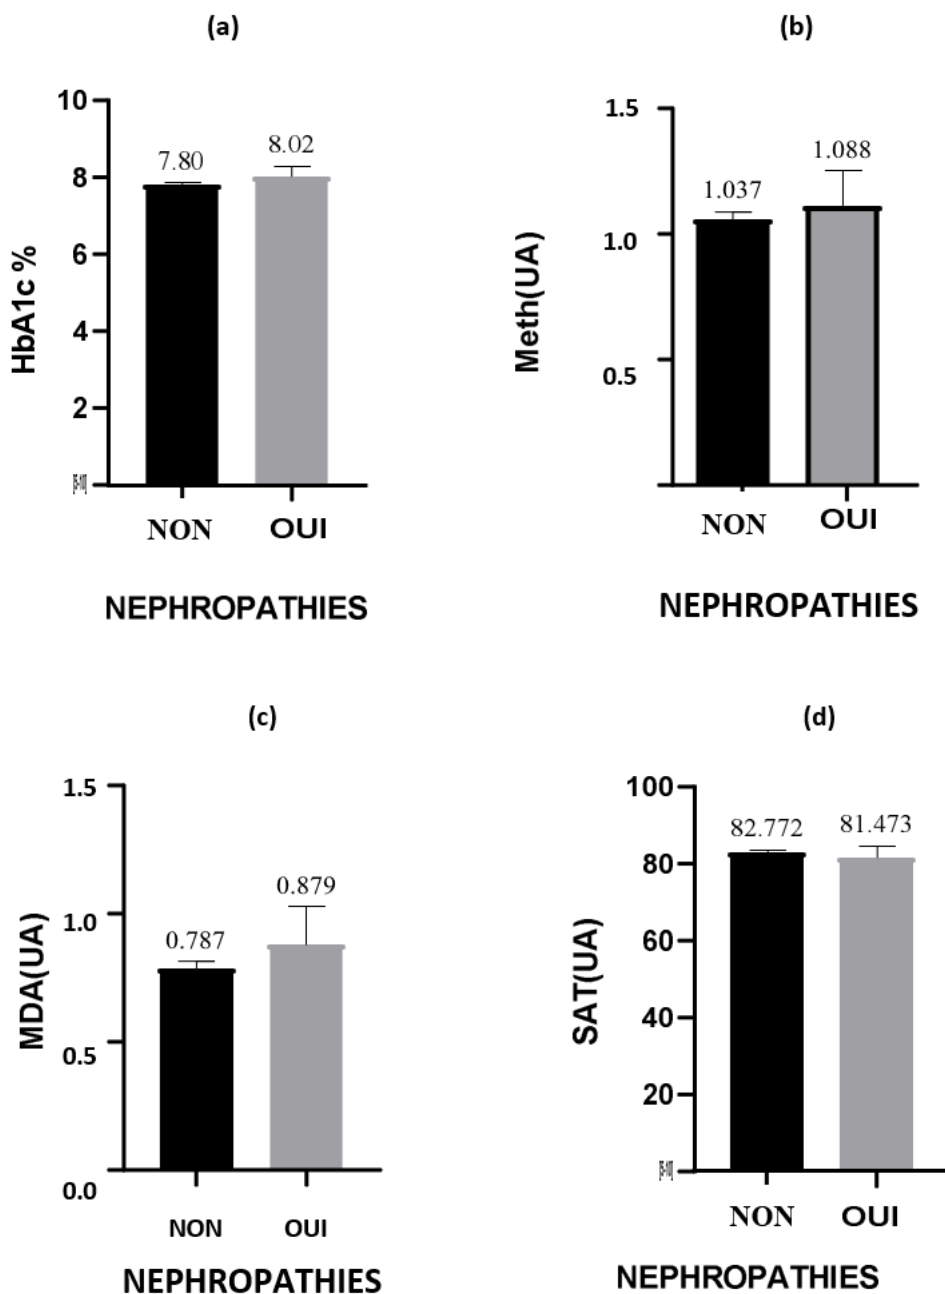 (a)
10
8
6
4
2
HbA1c %
7.80
8.02
NON
OUI
NEPHROPATHIES
(b)
1.5
1.0
0.5
Meth(UA)
1.037
1.088
NON
OUI
NEPHROPATHIES
(c)
1.5
1.0
0.5
0.0
MDA(UA)
0.787
0.879
NON
OUI
NEPHROPATHIES
(d)
100
80
60
40
20
SAT(UA)
82.772
81.473
NON
OUI
NEPHROPATHIES